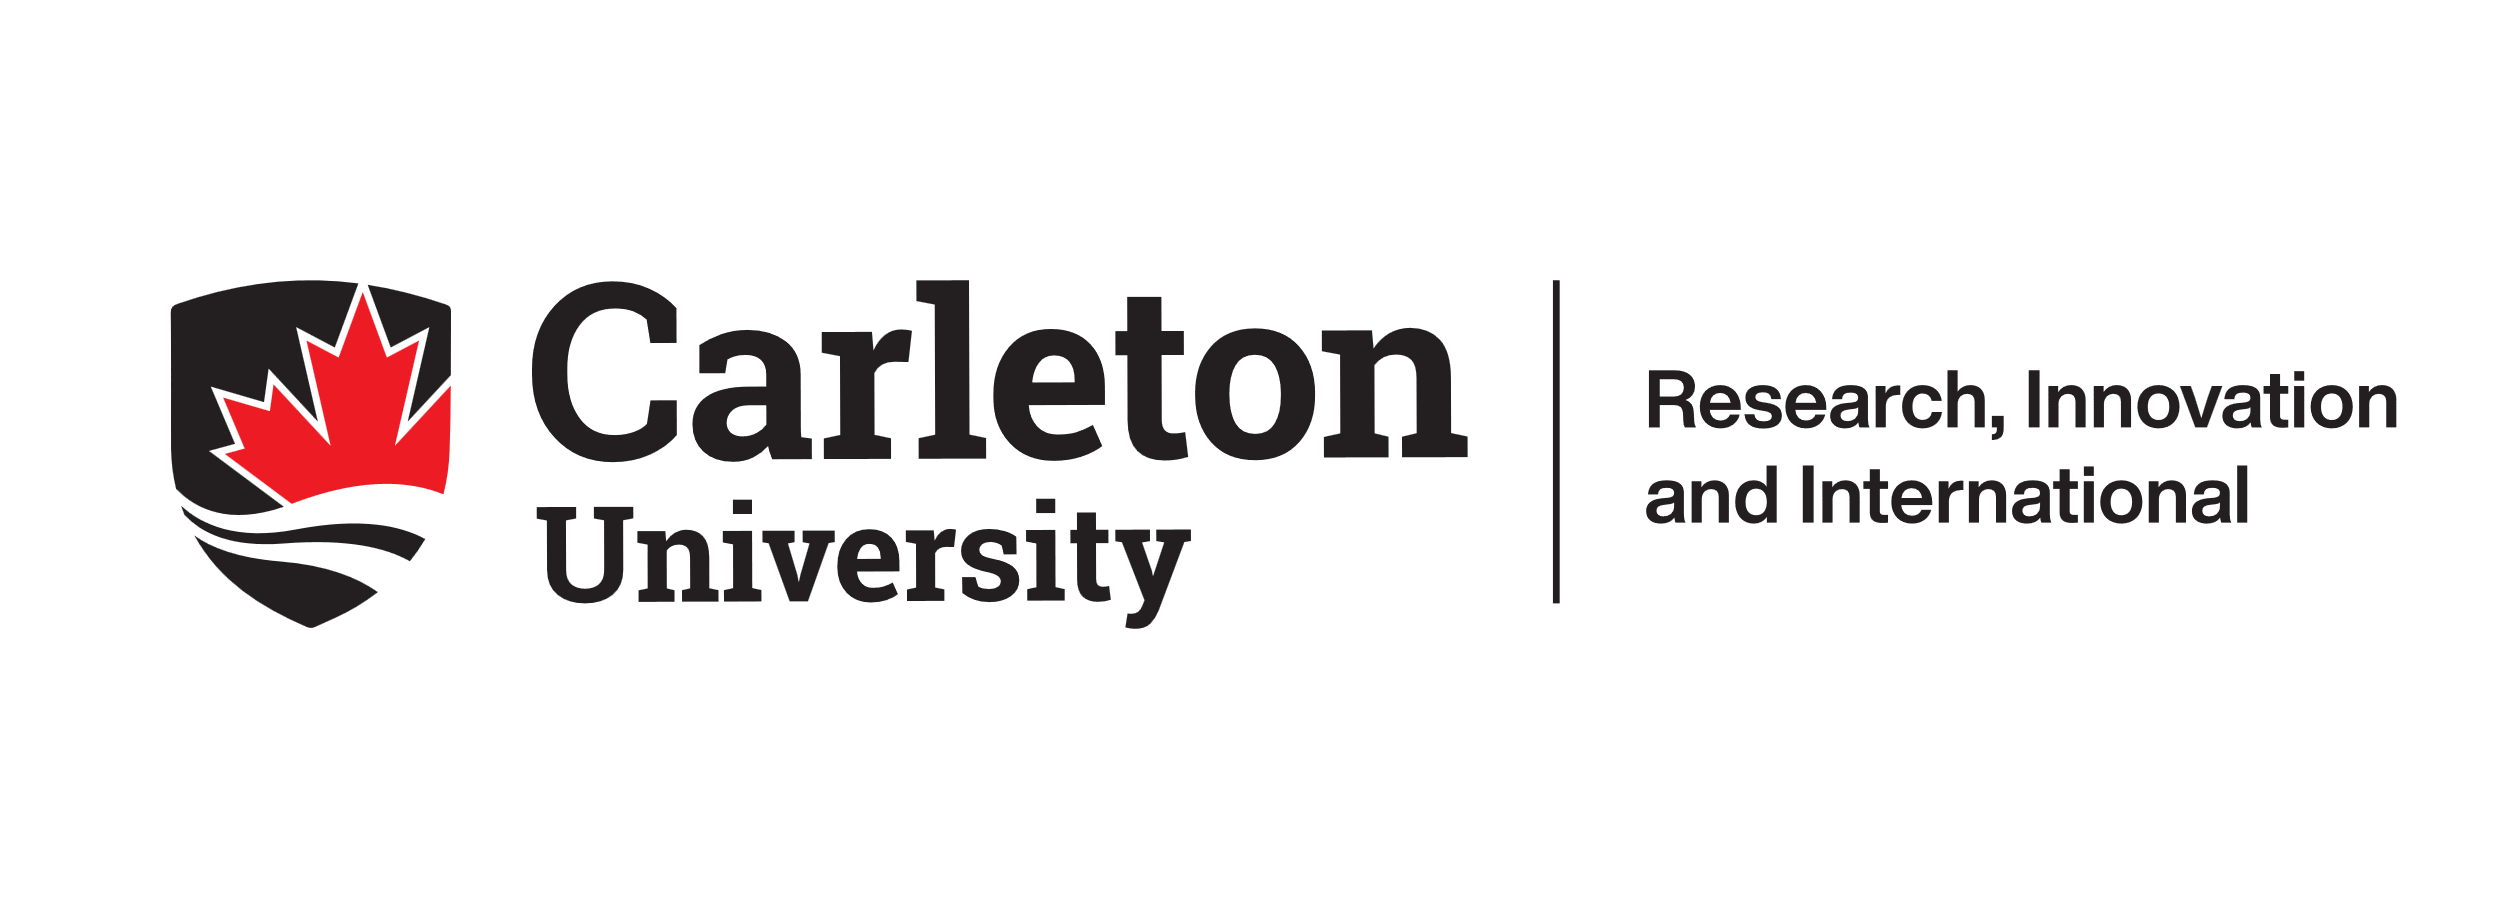 Carleton
University
Research, Innovation
and International